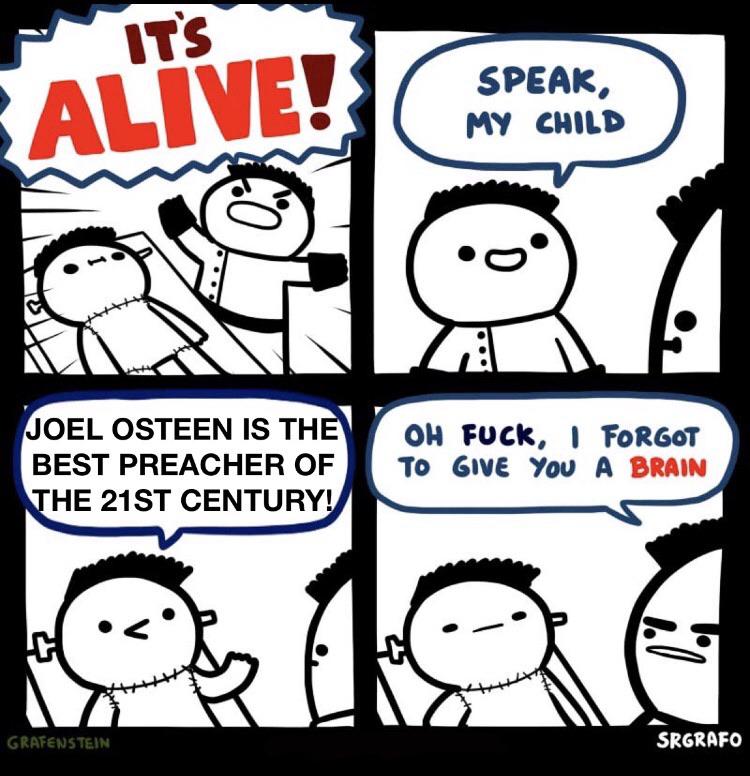 IT'S
ALIVE!
SPEAK,
MY CHILD
JOEL OSTEEN IS THE
BEST PREACHER OF
THE 21ST CENTURY!
OH FUCK, I FORGOT
TO GIVE YOU A BRAIN
GRAFENSTEIN
SRGRAFO